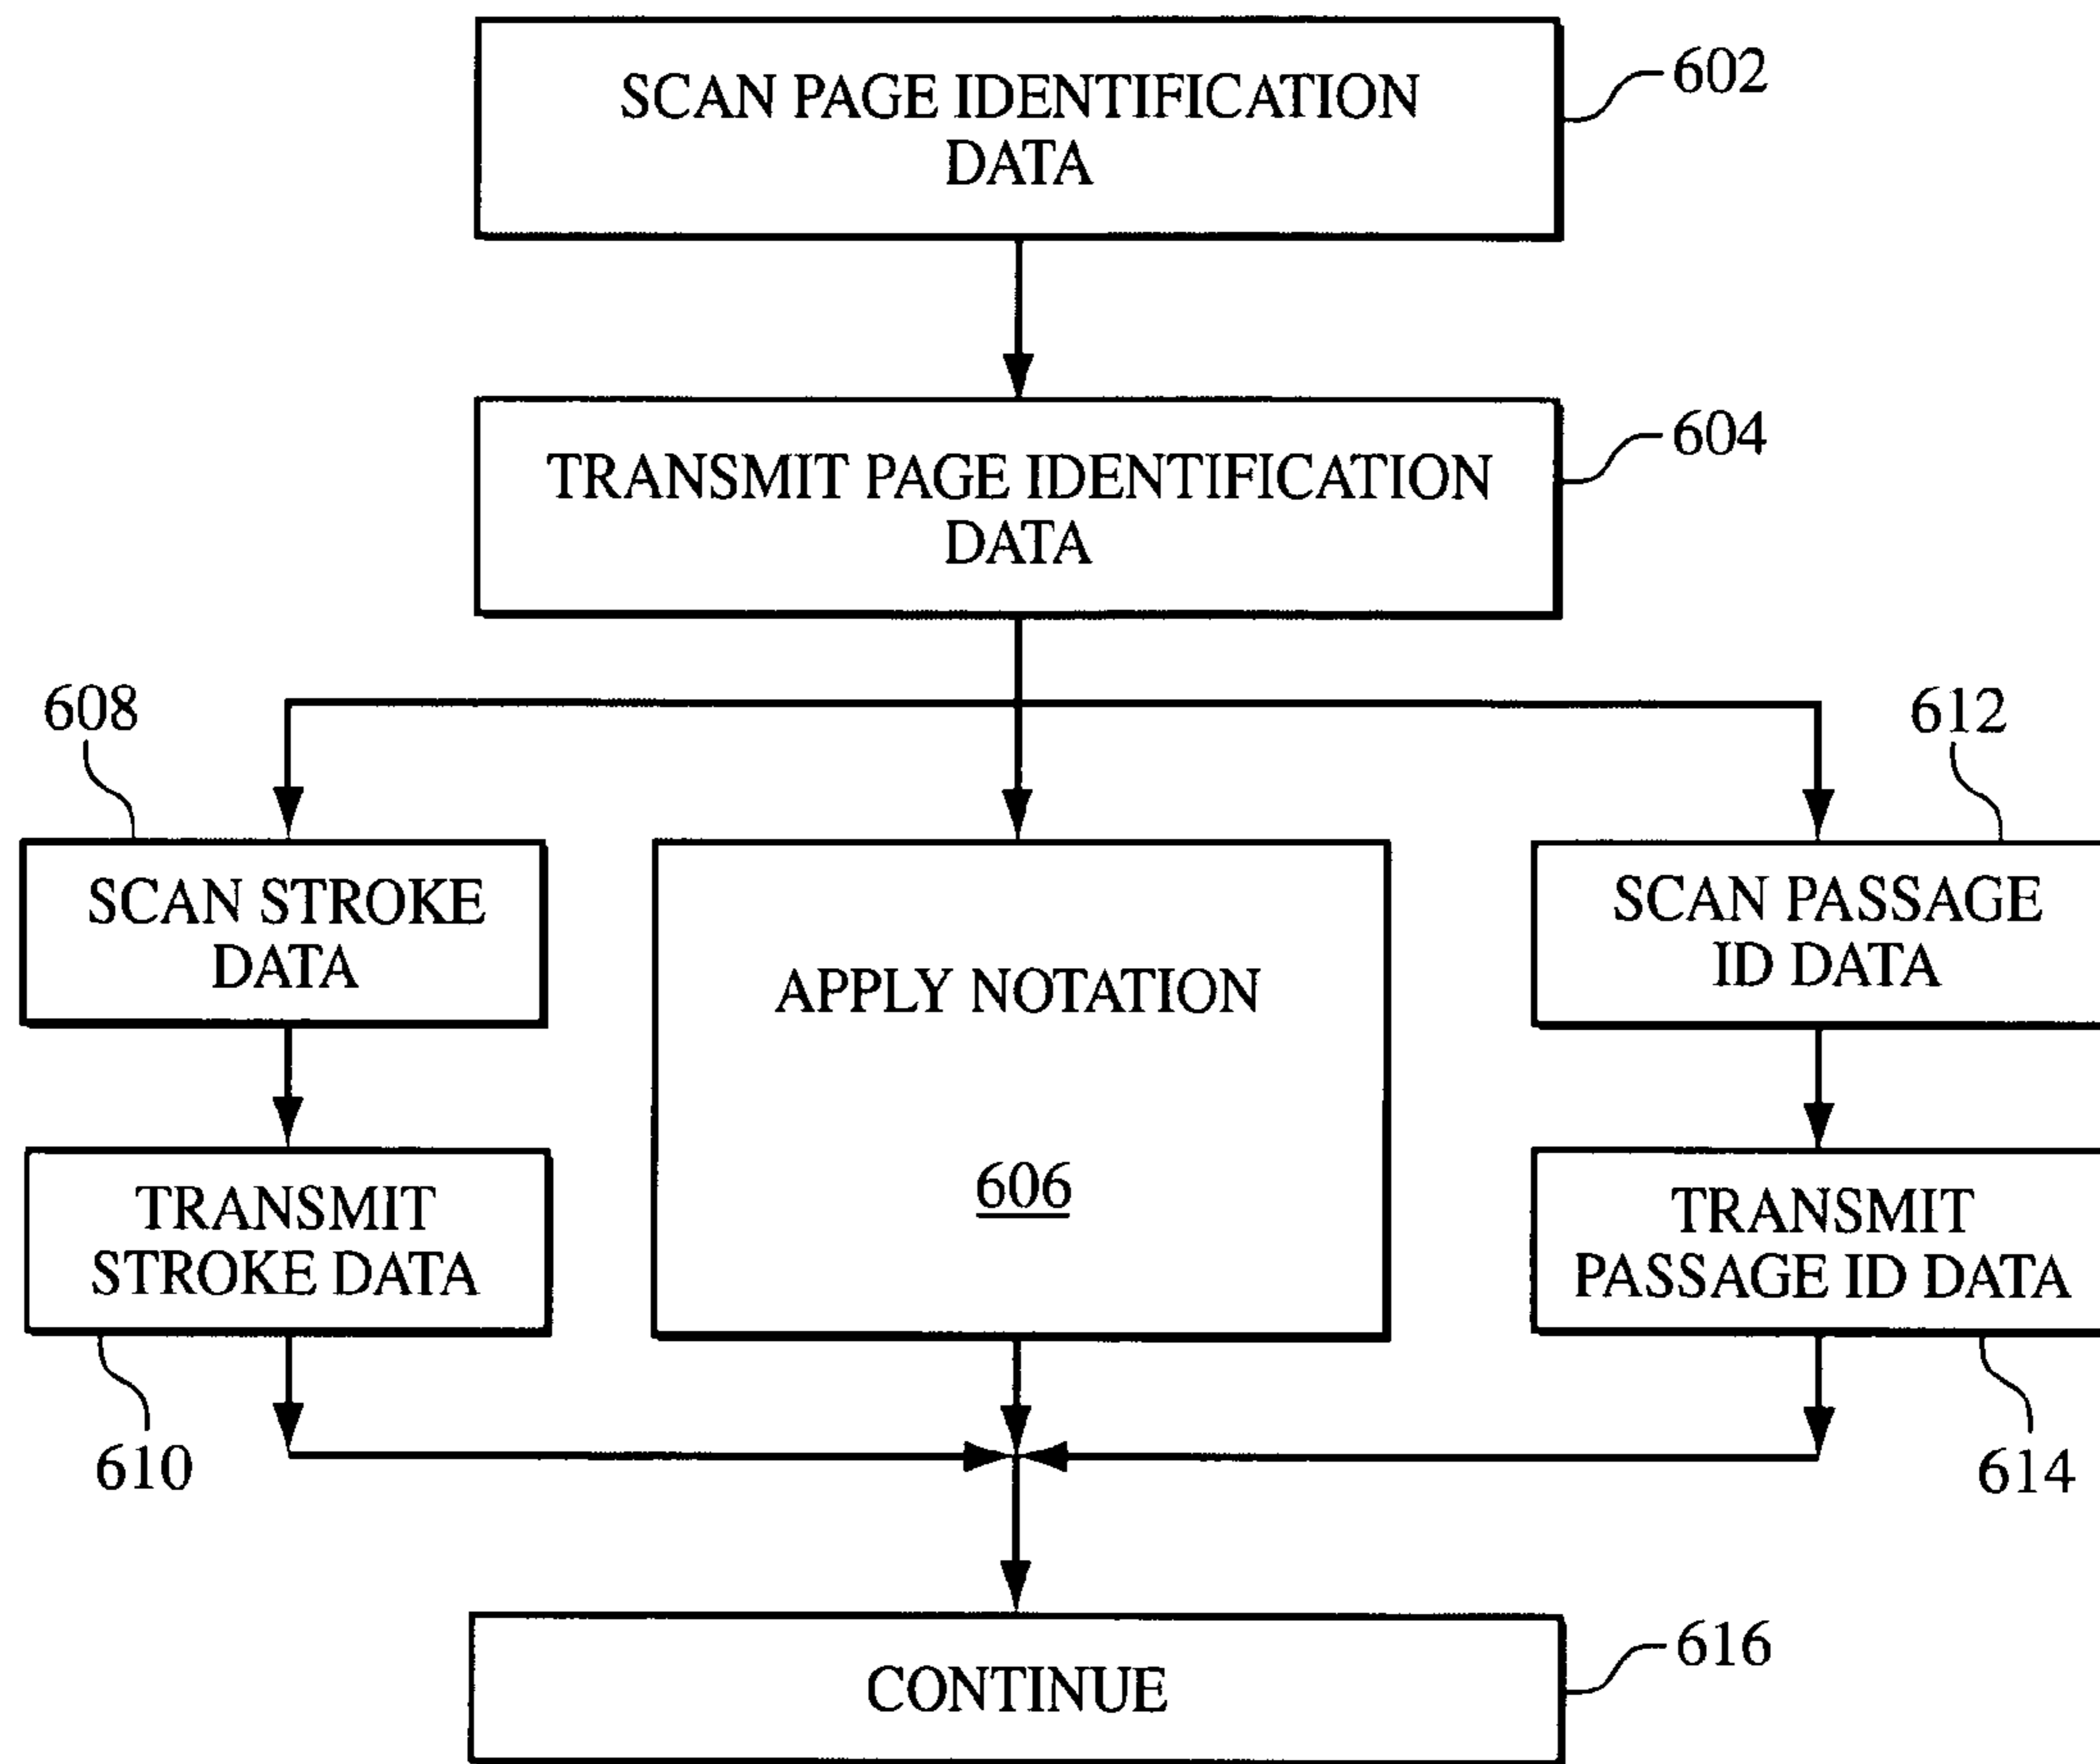 SCAN PAGE IDENTIFICATION
DATA
602
TRANSMIT PAGE IDENTIFICATION
DATA
604
608
612
SCAN STROKE
DATA
APPLY NOTATION
606
SCAN PASSAGE
ID DATA
TRANSMIT
STROKE DATA
TRANSMIT
PASSAGE ID DATA
610
614
CONTINUE
616